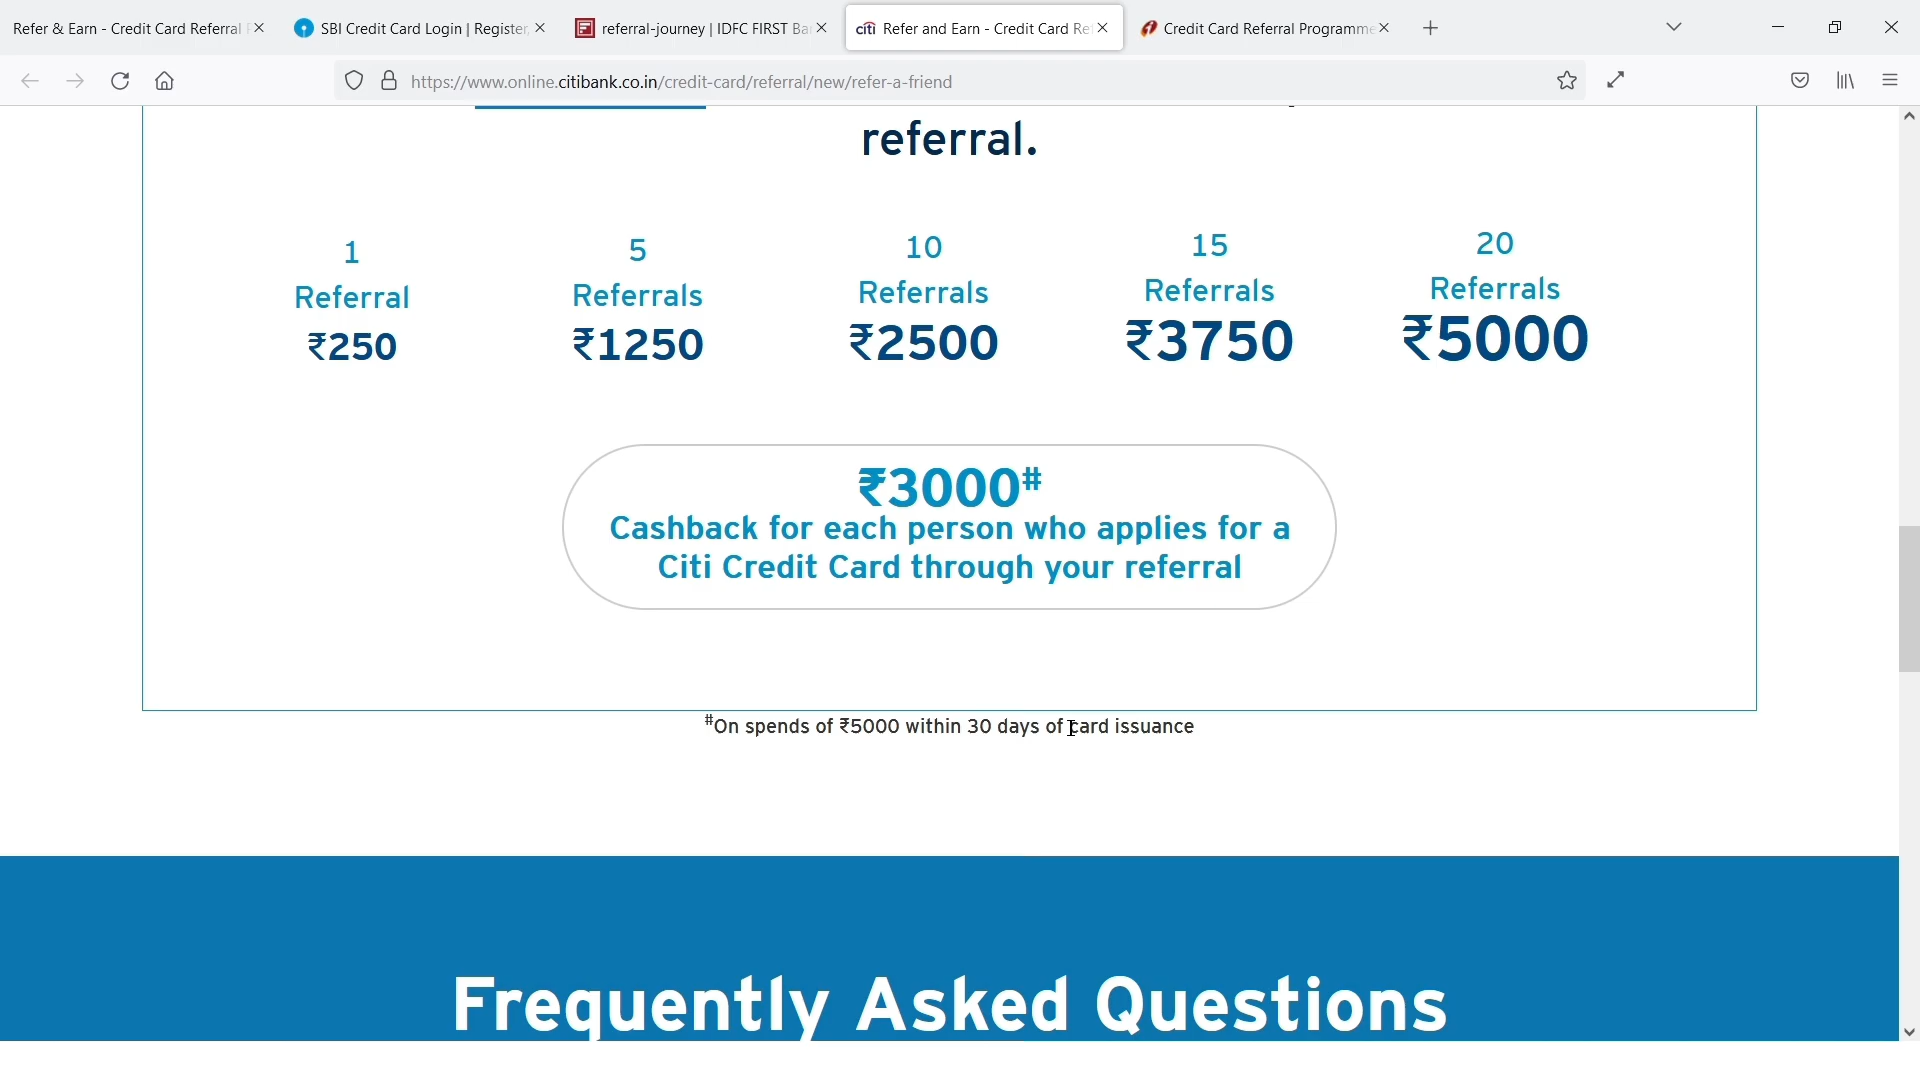 Refer & Earn - Credit Card Referral
SBI Credit Card Login | Register,
referral-journey | IDFC FIRST Ba
citi Refer and Earn - Credit Card Re
Credit Card Referral Programme
https://www.online.citibank.co.in/credit-card/referral/new/refer-a-friend
referral.
1
Referral
₹250
5
Referrals
₹1250
10
Referrals
₹2500
15
Referrals
₹3750
20
Referrals
₹5000
₹3000#
Cashback for each person who applies for a
Citi Credit Card through your referral
#On spends of ₹5000 within 30 days of card issuance
Frequently Asked Questions